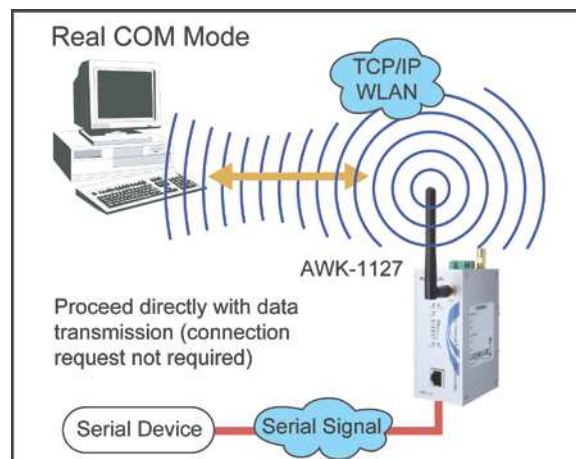 Real COM Mode
TCP/IP
WLAN
AWK-1127
Proceed directly with data
transmission (connection
request not required)
Serial Device
Serial Signal